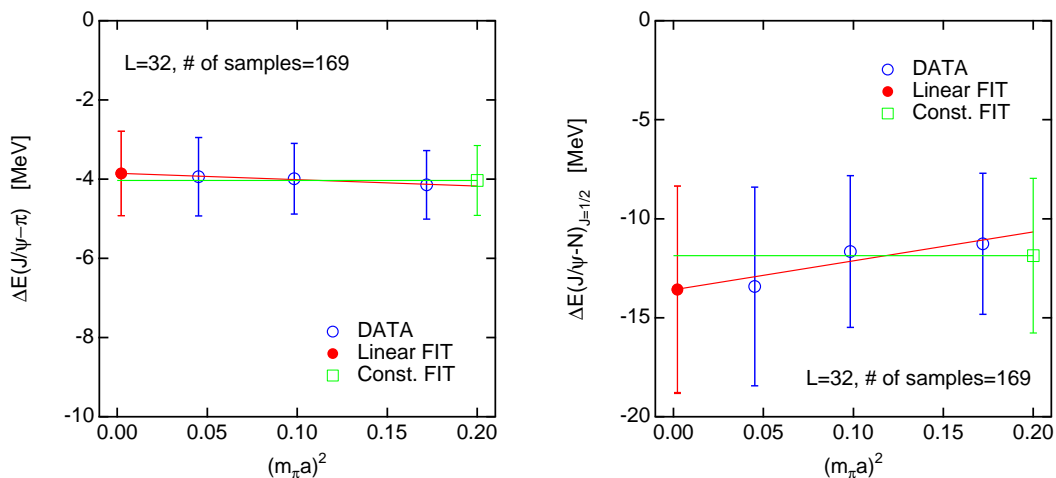 0
-2
-4
-6
-8
-10
ΔE(J/ψ−π) [MeV]
L=32, # of samples=169
DATA
Linear FIT
Const. FIT
0.00 0.05 0.10 0.15 0.20
(m_πa)²
0
-5
-10
-15
-20
ΔE(J/ψ-N)_{J=1/2} [MeV]
DATA
Linear FIT
Const. FIT
L=32, # of samples=169
0.00 0.05 0.10 0.15 0.20
(m_πa)²